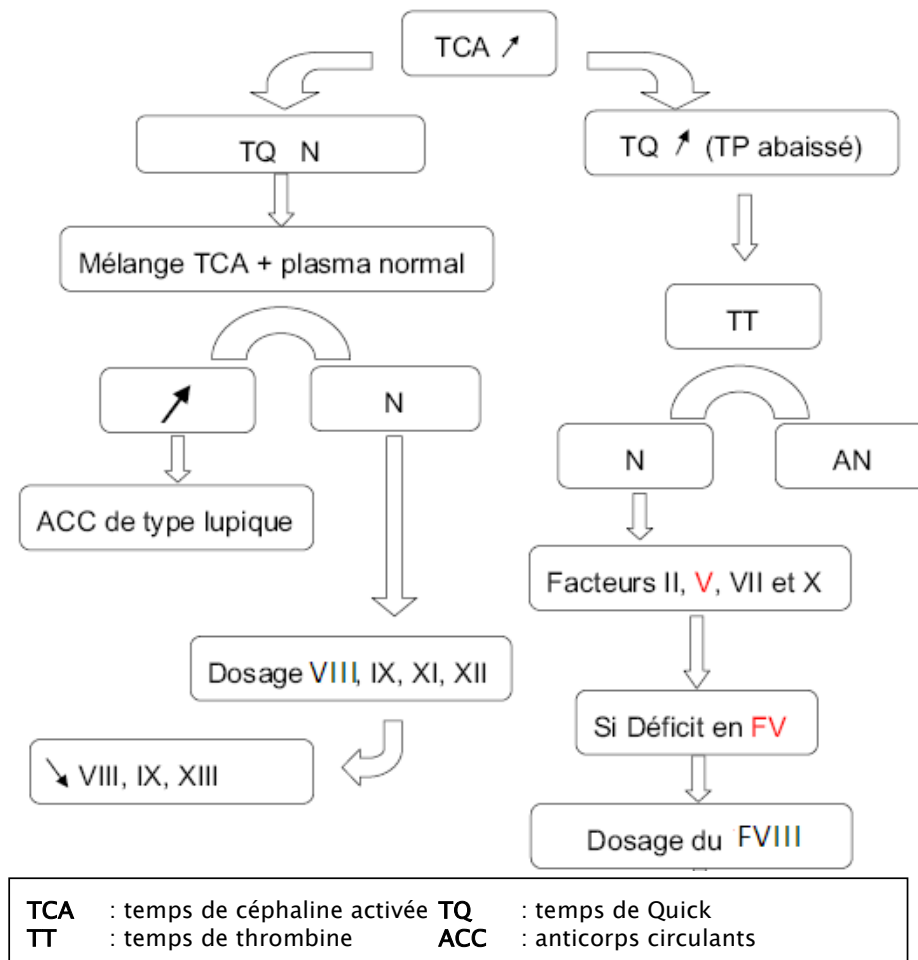 TCA ↗
TQ N
TQ ↗ (TP abaissé)
Mélange TCA + plasma normal
TT
↗
N
N
AN
ACC de type lupique
Facteurs II, V, VII et X
Dosage VIII, IX, XI, XII
Si Déficit en FV
↘ VIII, IX, XIII
Dosage du FVIII
TCA : temps de céphaline activée TQ : temps de Quick
TT : temps de thrombine ACC : anticorps circulants